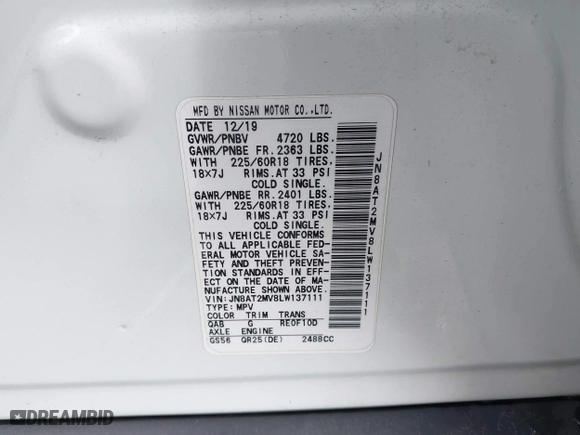 MFD BY NISSAN MOTOR CO.,LTD.
DATE 12/19
GVWR/PNBV 4720 LBS.
GAWR/PNBE FR. 2363 LBS.
WITH 225/60R18 TIRES.
18×7J RIMS.AT 33 PSI
COLD SINGLE.
GAWR/PNBE RR. 2401 LBS.
WITH 225/60R18 TIRES.
18×7J RIMS.AT 33 PSI
COLD SINGLE.
THIS VEHICLE CONFORMS
TO ALL APPLICABLE FED-
ERAL MOTOR VEHICLE SA-
FETY AND THEFT PREVEN-
TION STANDARDS IN EFFECT
ON THE DATE OF MA-
NUFACTURE SHOWN ABOVE.
VIN: JN8AT2MV8LW137111
TYPE: MPV
COLOR TRIM TRANS
QAB G RE0F10D
AXLE ENGINE
GS56 QR25(DE) 2488CC
JN8AT2MV8LW137111
DREAMBID